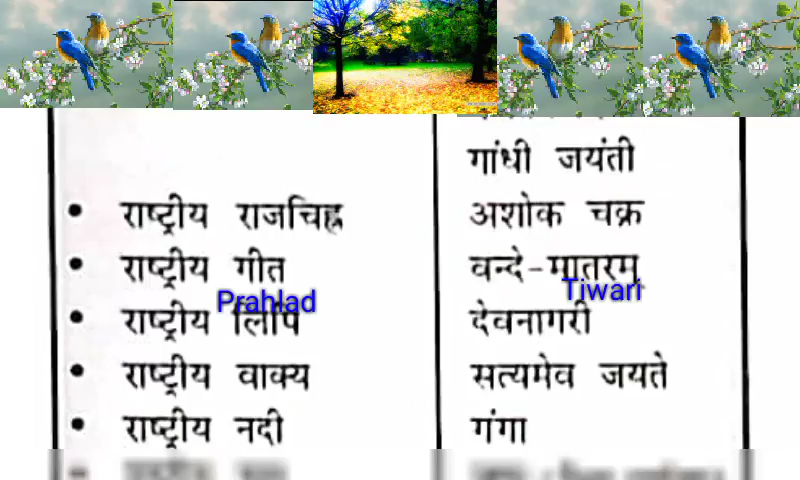 गांधी जयंती
• राष्ट्रीय राजचिह्न अशोक चक्र
• राष्ट्रीय गीत वन्दे-मातरम्
Prahlad Tiwari
• राष्ट्रीय लिपि देवनागरी
• राष्ट्रीय वाक्य सत्यमेव जयते
• राष्ट्रीय नदी गंगा